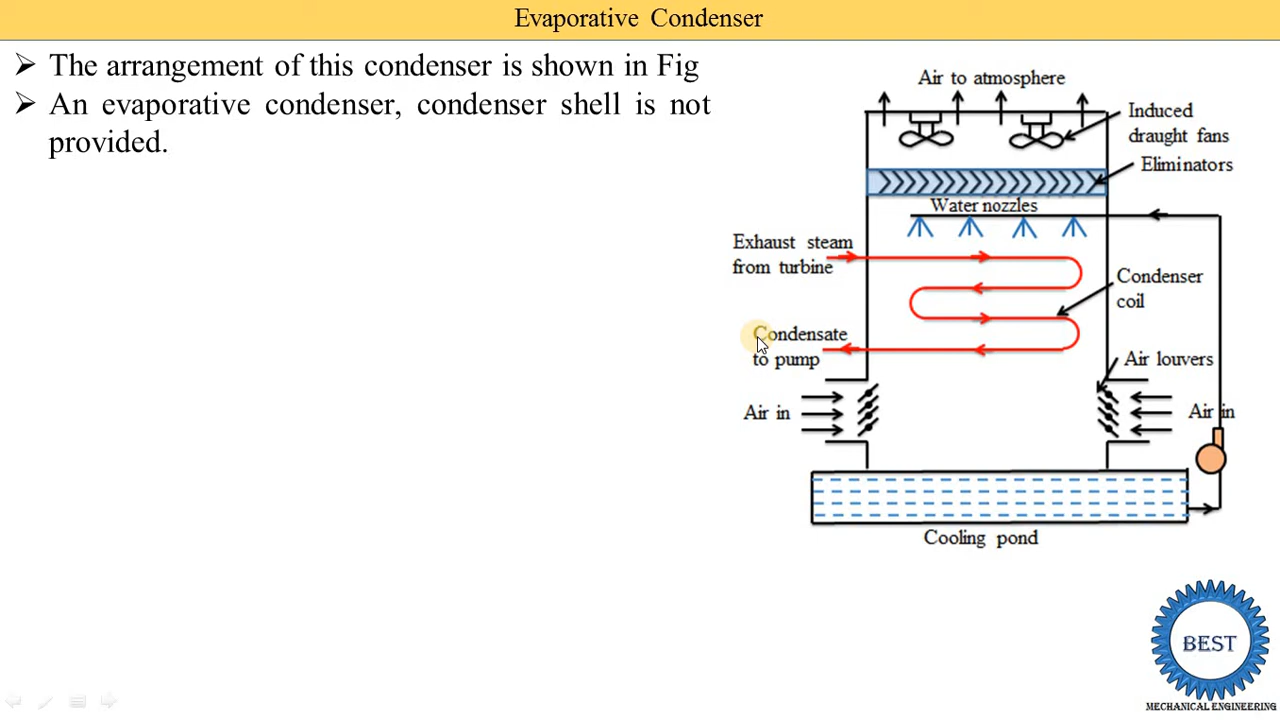 Evaporative Condenser
➢ The arrangement of this condenser is shown in Fig
➢ An evaporative condenser, condenser shell is not
provided.
Air to atmosphere
Induced
draught fans
Eliminators
Water nozzles
Exhaust steam
from turbine
Condenser
coil
Condensate
to pump
Air louvers
Air in
Air in
Cooling pond
BEST
MECHANICAL ENGINEERING